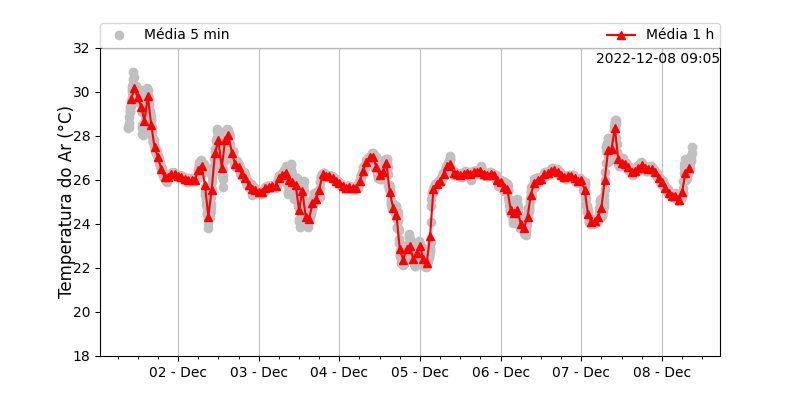 Média 5 min
Média 1 h
2022-12-08 09:05
Temperatura do Ar (°C)
32
30
28
26
24
22
20
18
02 - Dec
03 - Dec
04 - Dec
05 - Dec
06 - Dec
07 - Dec
08 - Dec